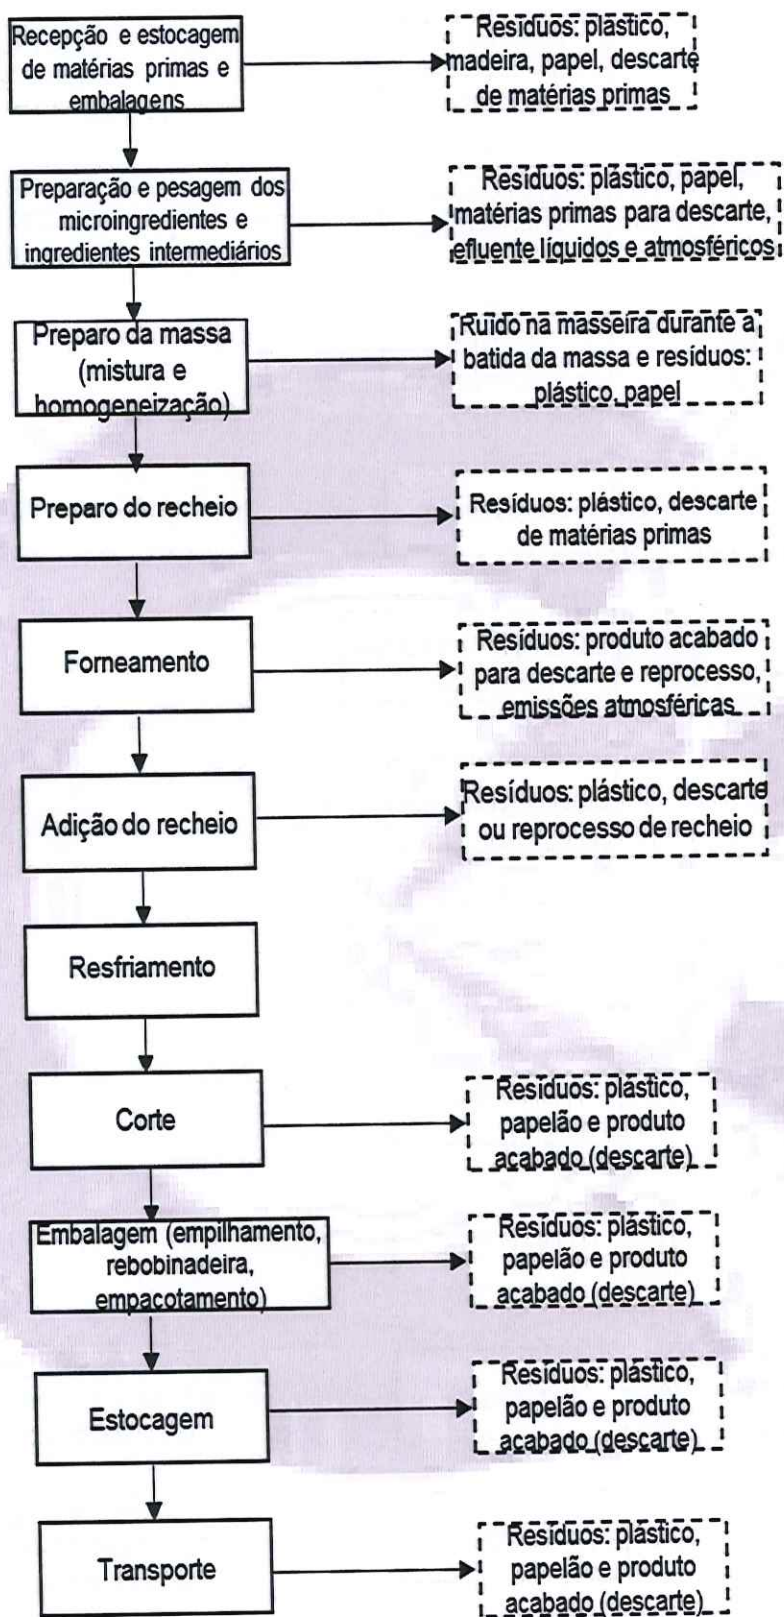 Recepção e estocagem
de matérias primas e
embalagens
Resíduos: plástico,
madeira, papel, descarte
de matérias primas
Preparação e pesagem dos
microingredientes e
ingredientes intermediários
Resíduos: plástico, papel,
matérias primas para descarte,
efluente líquidos e atmosféricos
Preparo da massa
(mistura e
homogeneização)
Ruído na masseira durante a
batida da massa e resíduos:
plástico, papel
Preparo do recheio
Resíduos: plástico, descarte
de matérias primas
Forneamento
Resíduos: produto acabado
para descarte e reprocesso,
emissões atmosféricas
Adição do recheio
Resíduos: plástico, descarte
ou reprocesso de recheio
Resfriamento
Corte
Resíduos: plástico,
papelão e produto
acabado (descarte)
Embalagem (empilhamento,
rebobinadeira,
empacotamento)
Resíduos: plástico,
papelão e produto
acabado (descarte)
Estocagem
Resíduos: plástico,
papelão e produto
acabado (descarte)
Transporte
Resíduos: plástico,
papelão e produto
acabado (descarte)